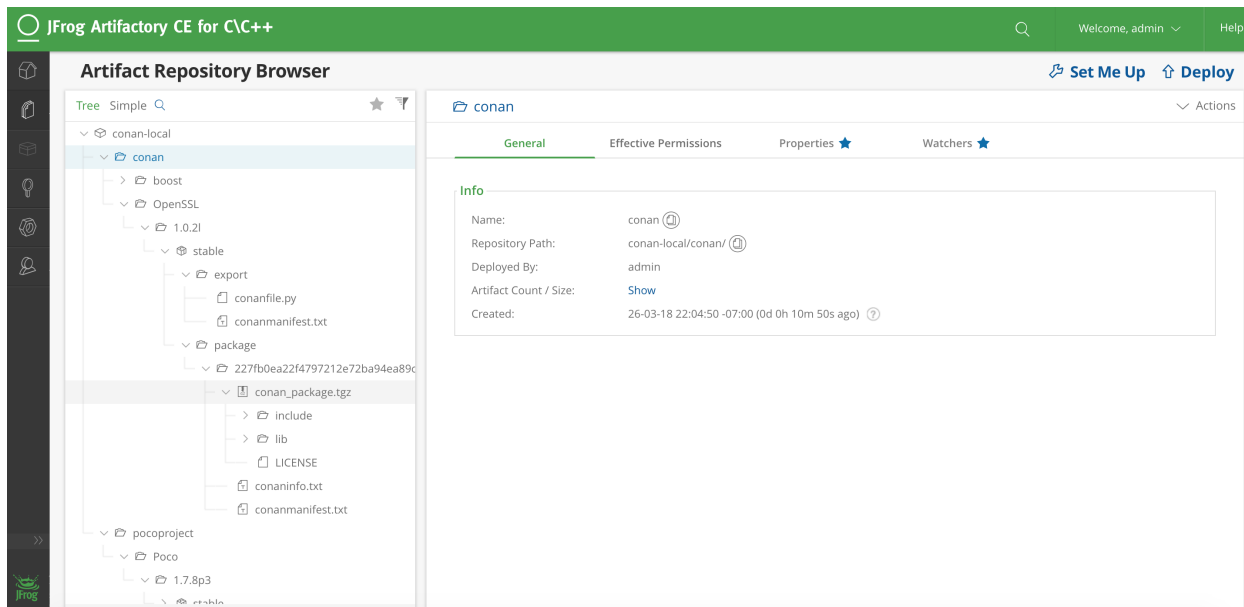 JFrog Artifactory CE for C\C++
Welcome, admin
Help
Artifact Repository Browser
Set Me Up
Deploy
Tree Simple
conan-local
conan
boost
OpenSSL
1.0.2l
stable
export
conanfile.py
conanmanifest.txt
package
227fb0ea22f4797212e72ba94ea89c
conan_package.tgz
include
lib
LICENSE
conaninfo.txt
conanmanifest.txt
pocoproject
Poco
1.7.8p3
stable
conan
Actions
General Effective Permissions Properties Watchers
Info
Name: conan
Repository Path: conan-local/conan/
Deployed By: admin
Artifact Count / Size: Show
Created: 26-03-18 22:04:50 -07:00 (0d 0h 10m 50s ago) ?
JFrog